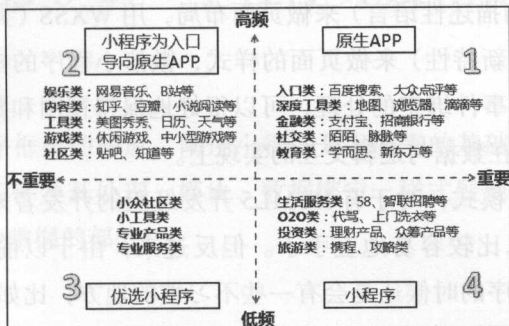 高频
2
小程序为入口
导向原生APP
原生APP
1
娱乐类：网易音乐、B站等
内容类：知乎、豆瓣、小说阅读等
工具类：美图秀秀、日历、天气等
游戏类：休闲游戏、中小型游戏等
社区类：贴吧、知道等
入口类：百度搜索、大众点评等
深度工具类：地图、浏览器、滴滴等
金融类：支付宝、招商银行等
社交类：陌陌、脉脉等
教育类：学而思、新东方等
不重要
重要
小众社区类
小工具类
专业产品类
专业服务类
生活服务类：58、智联招聘等
O2O类：代驾、上门洗衣等
投资类：理财产品、众筹产品等
旅游类：携程、攻略类
3
优选小程序
小程序
4
低频